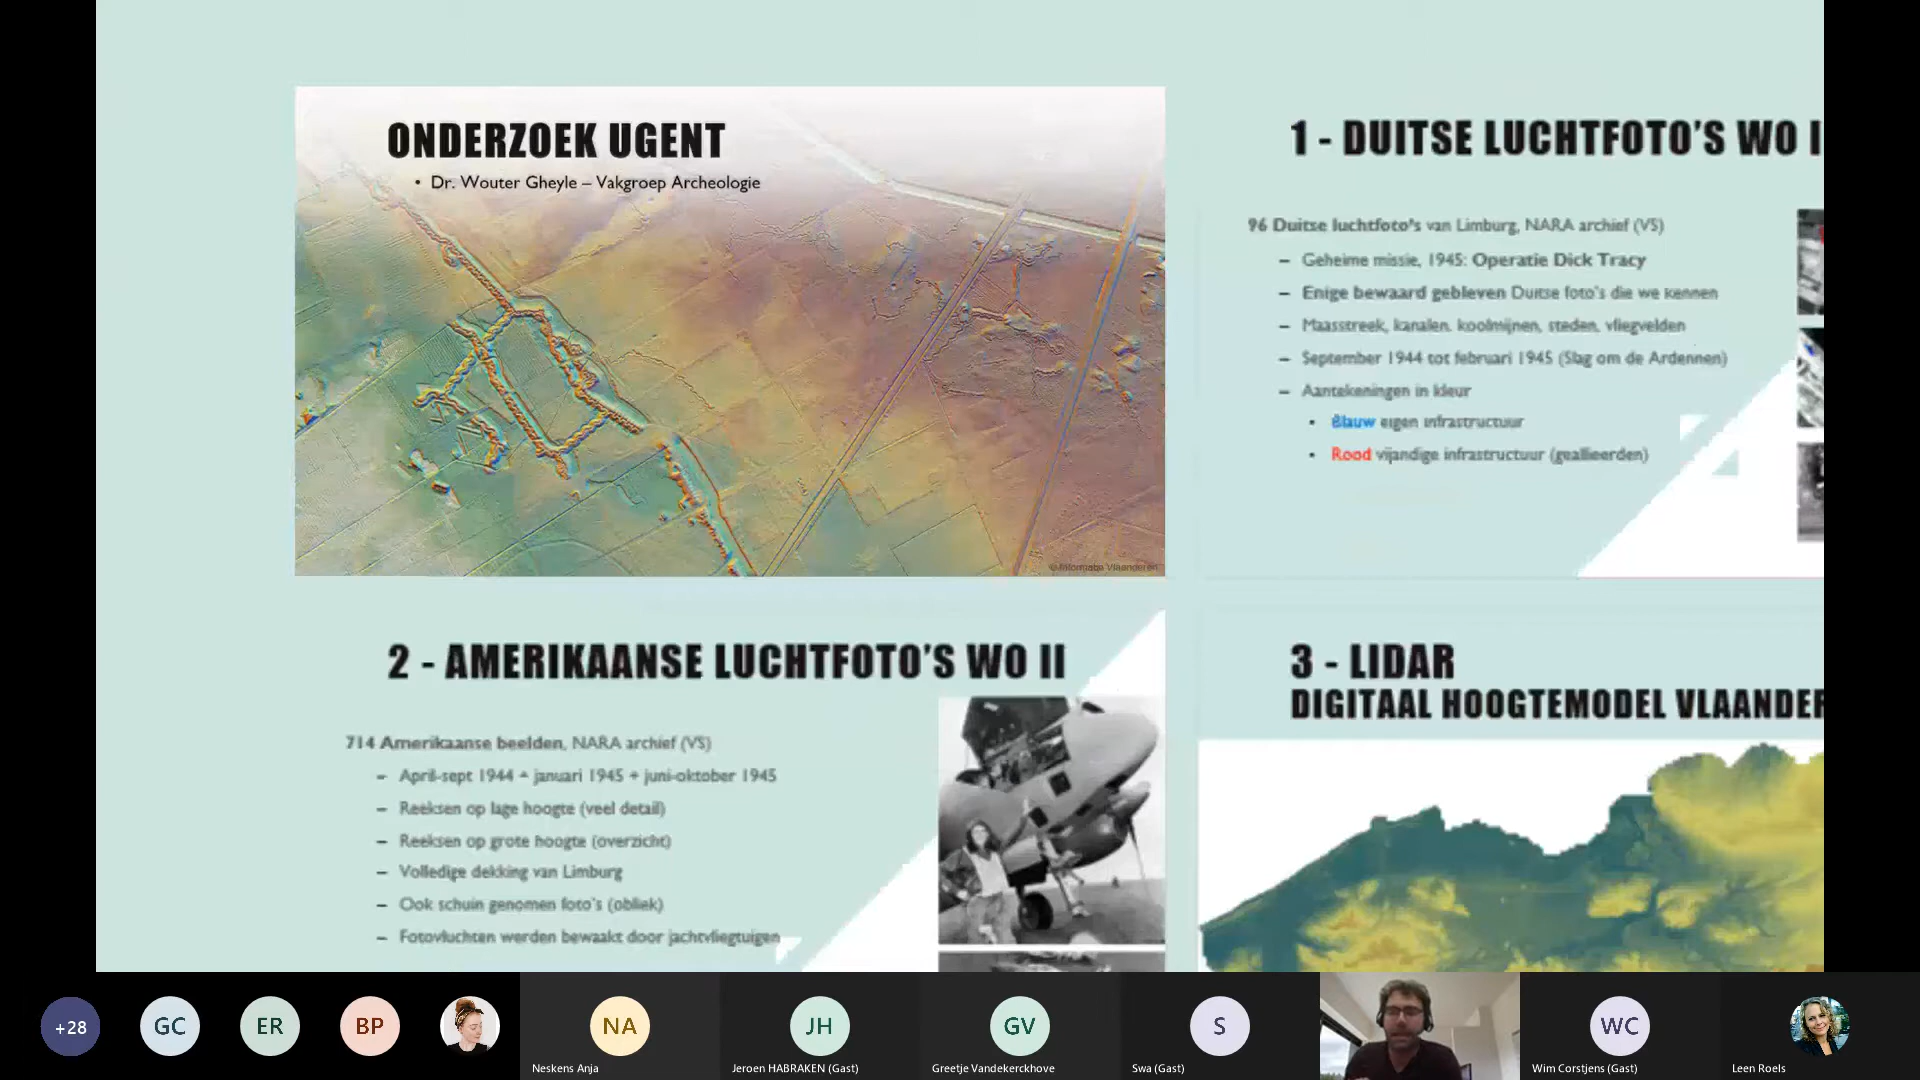 ONDERZOEK UGENT
• Dr. Wouter Gheyle – Vakgroep Archeologie
© Informatie Vlaanderen
1 - DUITSE LUCHTFOTO'S WO I
96 Duitse luchtfoto's van Limburg, NARA archief (VS)
– Geheime missie, 1945: Operatie Dick Tracy
– Enige bewaard gebleven Duitse foto's die we kennen
– Maasstreek, kanalen, koolmijnen, steden, vliegvelden
– September 1944 tot februari 1945 (Slag om de Ardennen)
– Aantekeningen in kleur
• Blauw eigen infrastructuur
• Rood vijandige infrastructuur (geallieerden)
2 - AMERIKAANSE LUCHTFOTO'S WO II
714 Amerikaanse beelden, NARA archief (VS)
– April-sept 1944 + januari 1945 + juni-oktober 1945
– Reeksen op lage hoogte (veel detail)
– Reeksen op grote hoogte (overzicht)
– Volledige dekking van Limburg
– Ook schuin genomen foto's (obliek)
– Fotovluchten werden bewaakt door jachtvliegtuigen
3 - LIDAR
DIGITAAL HOOGTEMODEL VLAANDER
+28
GC
ER
BP
NA
JH
GV
S
WC
Neskens Anja
Jeroen HABRAKEN (Gast)
Greetje Vandekerckhove
Swa (Gast)
Wim Corstjens (Gast)
Leen Roels